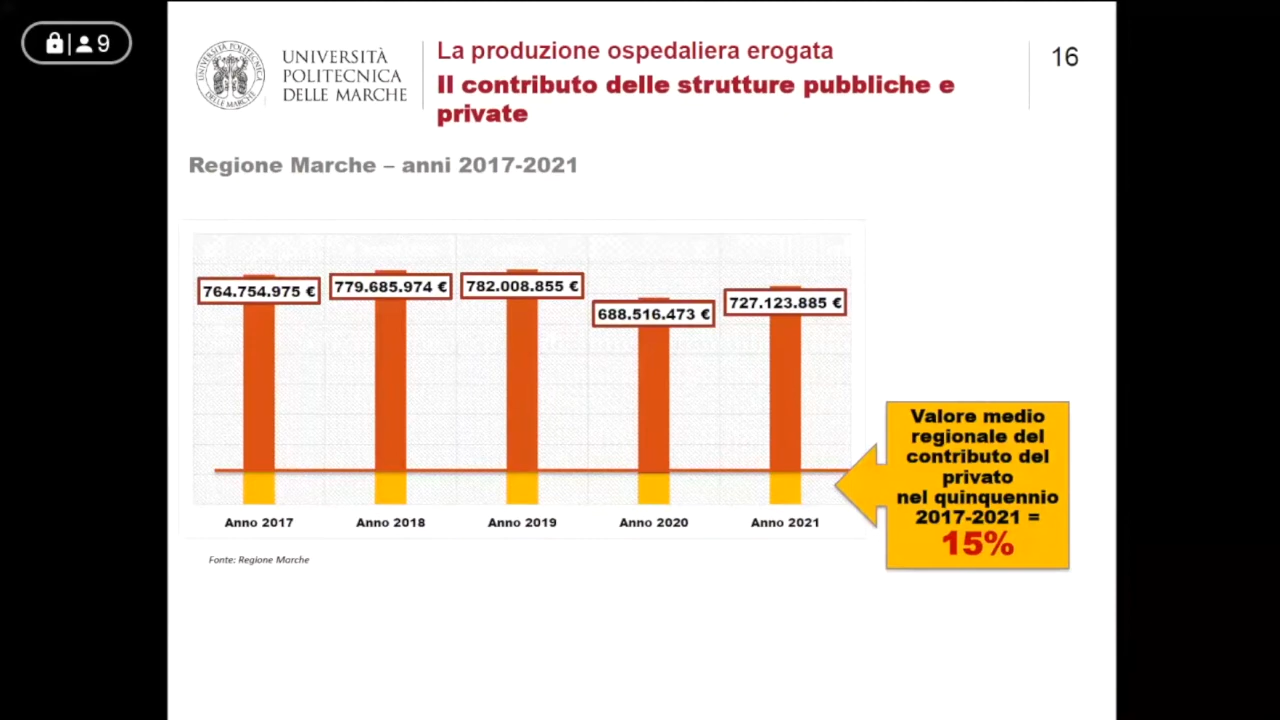 9
UNIVERSITÀ
POLITECNICA
DELLE MARCHE
La produzione ospedaliera erogata
Il contributo delle strutture pubbliche e
private
16
Regione Marche – anni 2017-2021
764.754.975 €
779.685.974 €
782.008.855 €
688.516.473 €
727.123.885 €
Anno 2017
Anno 2018
Anno 2019
Anno 2020
Anno 2021
Valore medio
regionale del
contributo del
privato
nel quinquennio
2017-2021 =
15%
Fonte: Regione Marche